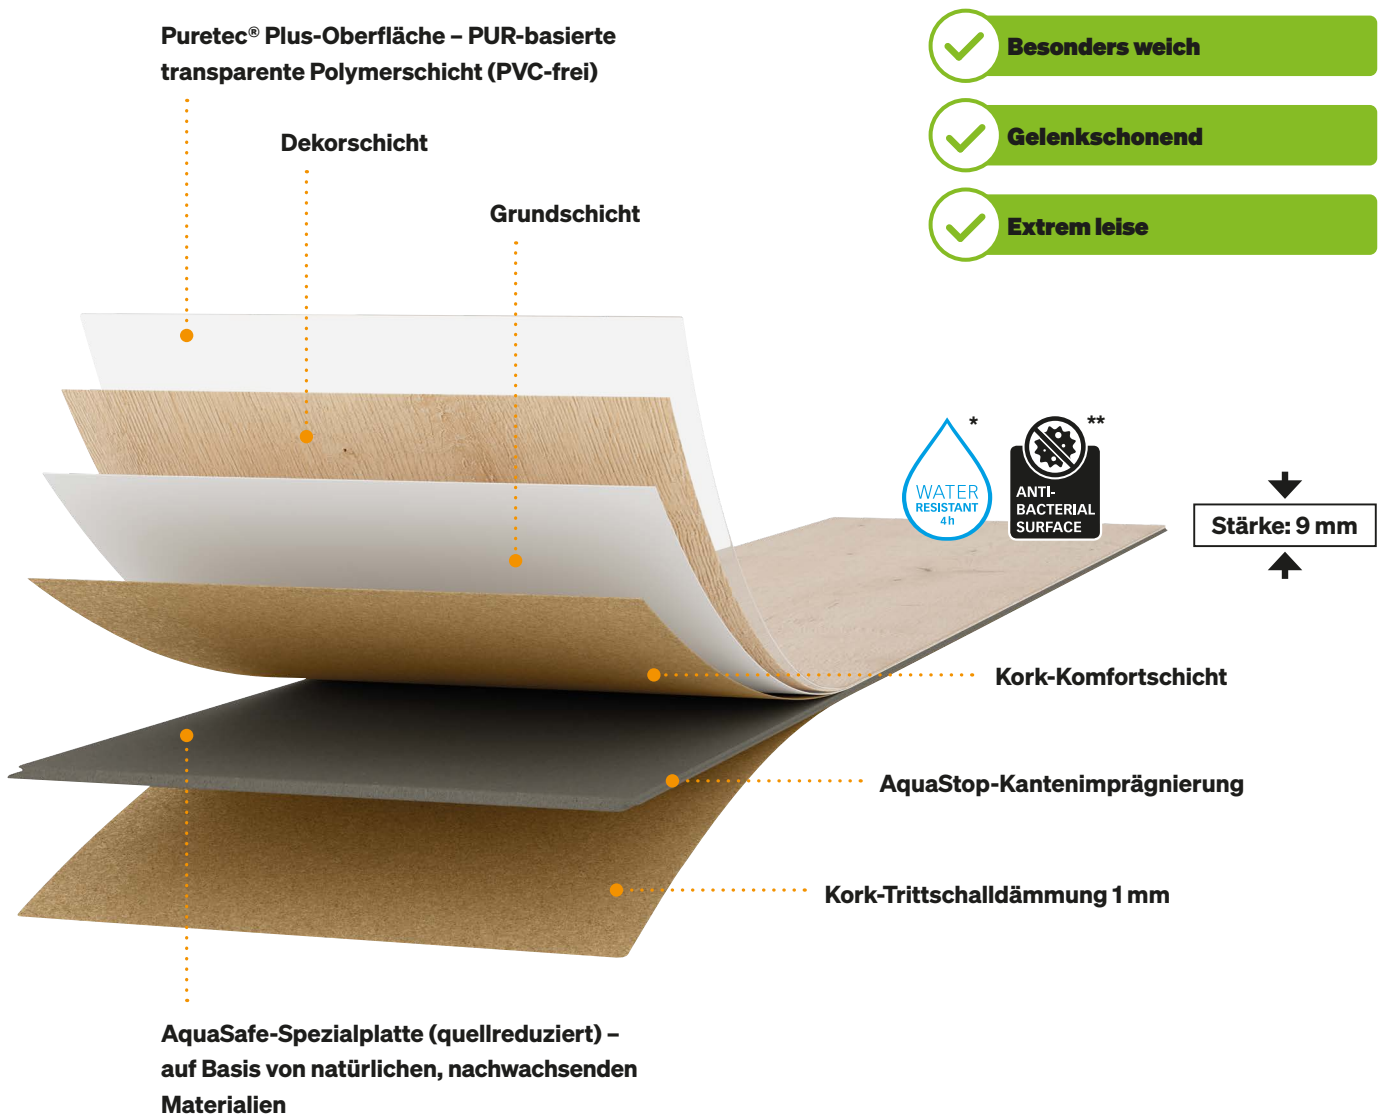 Puretec® Plus-Oberfläche – PUR-basierte
transparente Polymerschicht (PVC-frei)
Dekorschicht
Grundschicht
Besonders weich
Gelenkschonend
Extrem leise
*
WATER
RESISTANT
4 h
**
ANTI-
BACTERIAL
SURFACE
Stärke: 9 mm
Kork-Komfortschicht
AquaStop-Kantenimprägnierung
Kork-Trittschalldämmung 1 mm
AquaSafe-Spezialplatte (quellreduziert) –
auf Basis von natürlichen, nachwachsenden
Materialien